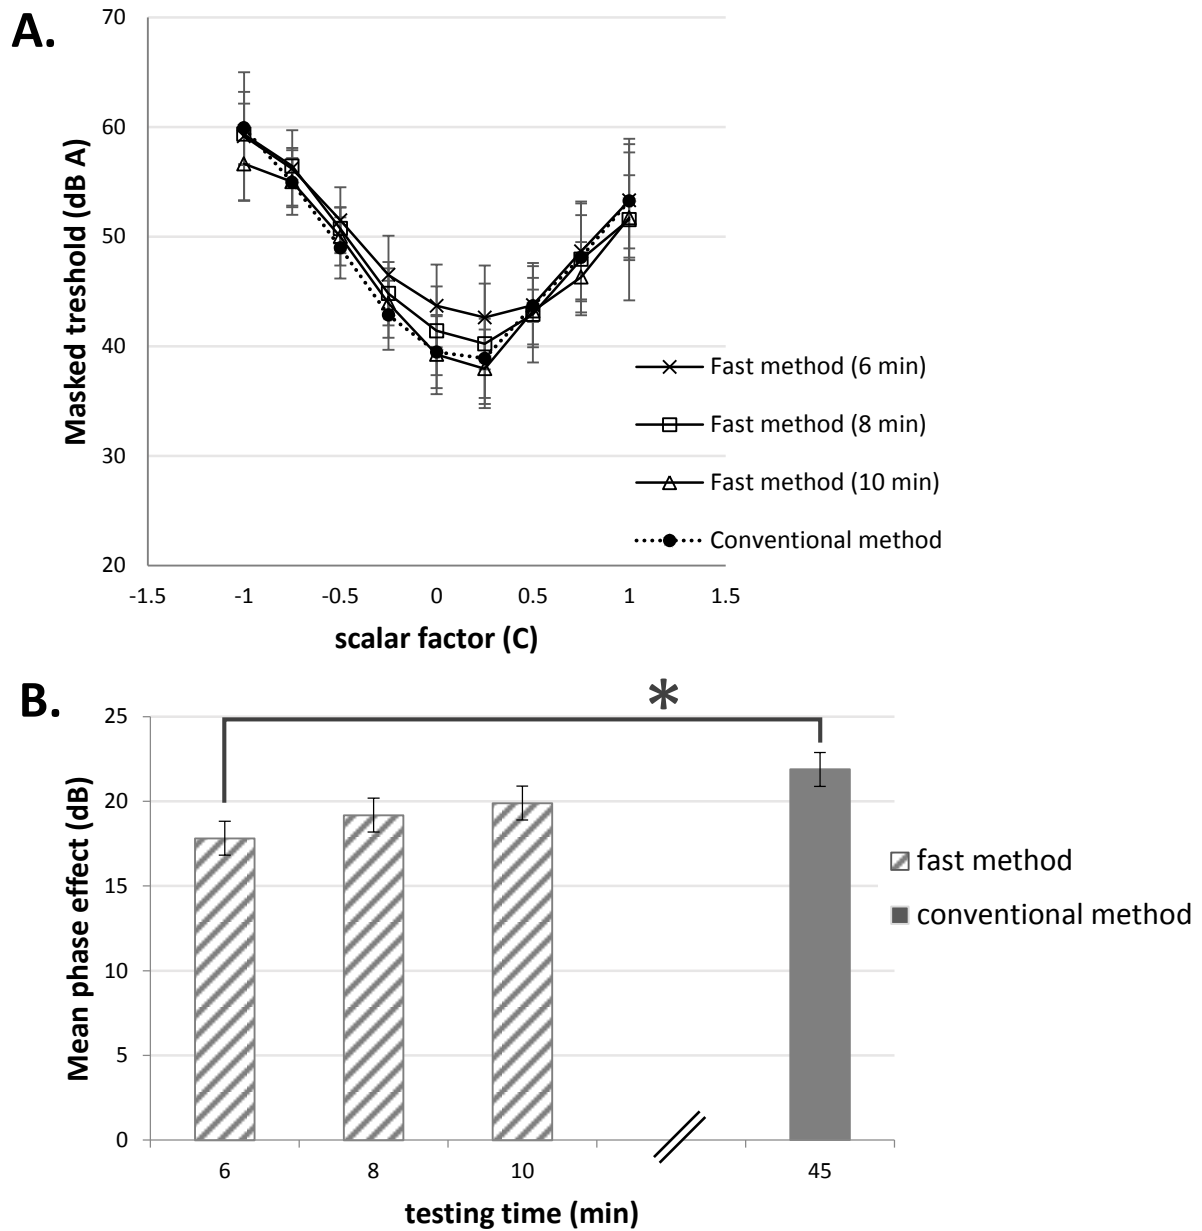 A.
70
60
50
40
30
20
Masked treshold (dB A)
-1.5
-1
-0.5
0
0.5
1
1.5
scalar factor (C)
Fast method (6 min)
Fast method (8 min)
Fast method (10 min)
Conventional method
B.
*
25
20
15
10
5
0
Mean phase effect (dB)
6
8
10
45
testing time (min)
fast method
conventional method